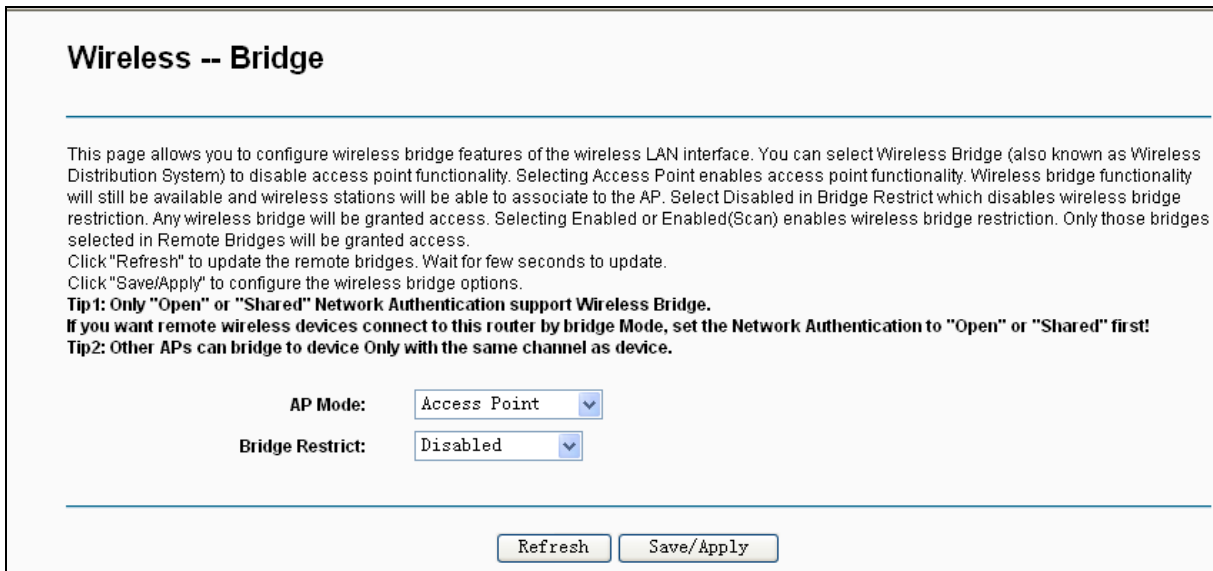 Wireless -- Bridge
This page allows you to configure wireless bridge features of the wireless LAN interface. You can select Wireless Bridge (also known as Wireless
Distribution System) to disable access point functionality. Selecting Access Point enables access point functionality. Wireless bridge functionality
will still be available and wireless stations will be able to associate to the AP. Select Disabled in Bridge Restrict which disables wireless bridge
restriction. Any wireless bridge will be granted access. Selecting Enabled or Enabled(Scan) enables wireless bridge restriction. Only those bridges
selected in Remote Bridges will be granted access.
Click "Refresh" to update the remote bridges. Wait for few seconds to update.
Click "Save/Apply" to configure the wireless bridge options.
Tip1: Only "Open" or "Shared" Network Authentication support Wireless Bridge.
If you want remote wireless devices connect to this router by bridge Mode, set the Network Authentication to "Open" or "Shared" first!
Tip2: Other APs can bridge to device Only with the same channel as device.
AP Mode: Access Point
Bridge Restrict: Disabled
Refresh Save/Apply